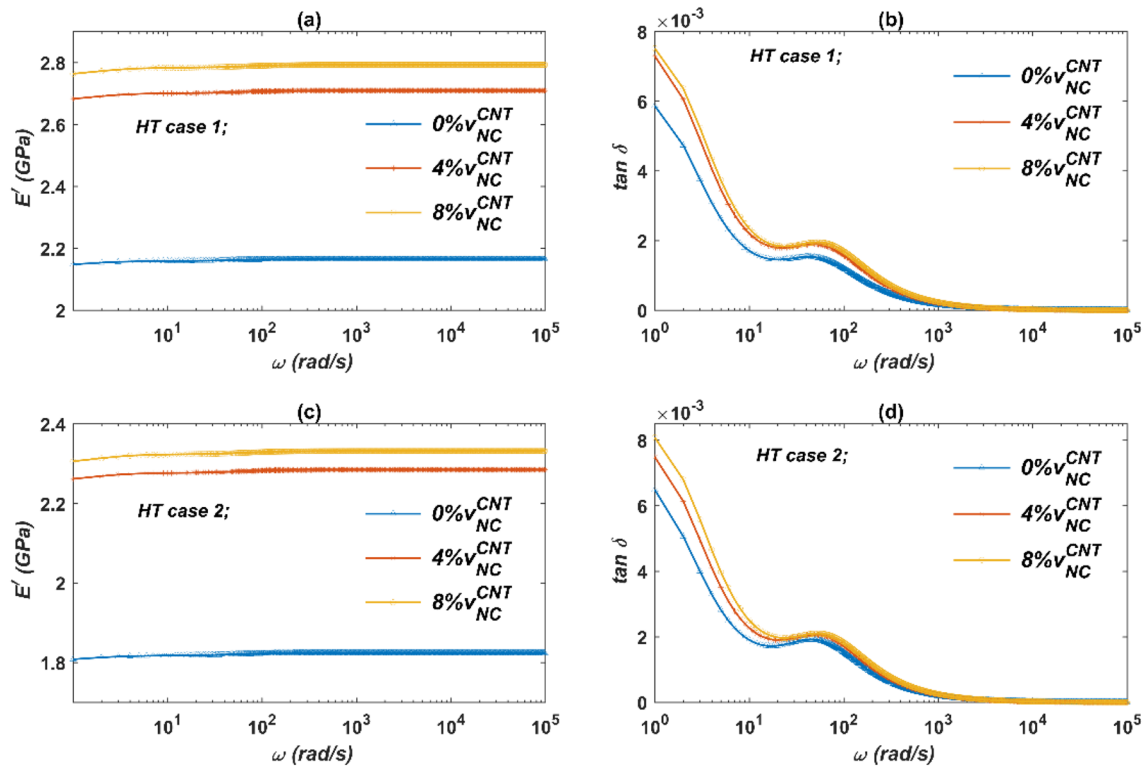 (a)
2.8
2.6
2.4
2.2
2
E′ (GPa)
HT case 1;
0%v_NC^CNT
4%v_NC^CNT
8%v_NC^CNT
10^1 10^2 10^3 10^4 10^5
ω (rad/s)
(b)
×10^-3
8
6
4
2
0
tan δ
HT case 1;
0%v_NC^CNT
4%v_NC^CNT
8%v_NC^CNT
10^0 10^1 10^2 10^3 10^4 10^5
ω (rad/s)
(c)
2.4
2.2
2
1.8
E′ (GPa)
HT case 2;
0%v_NC^CNT
4%v_NC^CNT
8%v_NC^CNT
10^1 10^2 10^3 10^4 10^5
ω (rad/s)
(d)
×10^-3
8
6
4
2
0
tan δ
HT case 2;
0%v_NC^CNT
4%v_NC^CNT
8%v_NC^CNT
10^0 10^1 10^2 10^3 10^4 10^5
ω (rad/s)